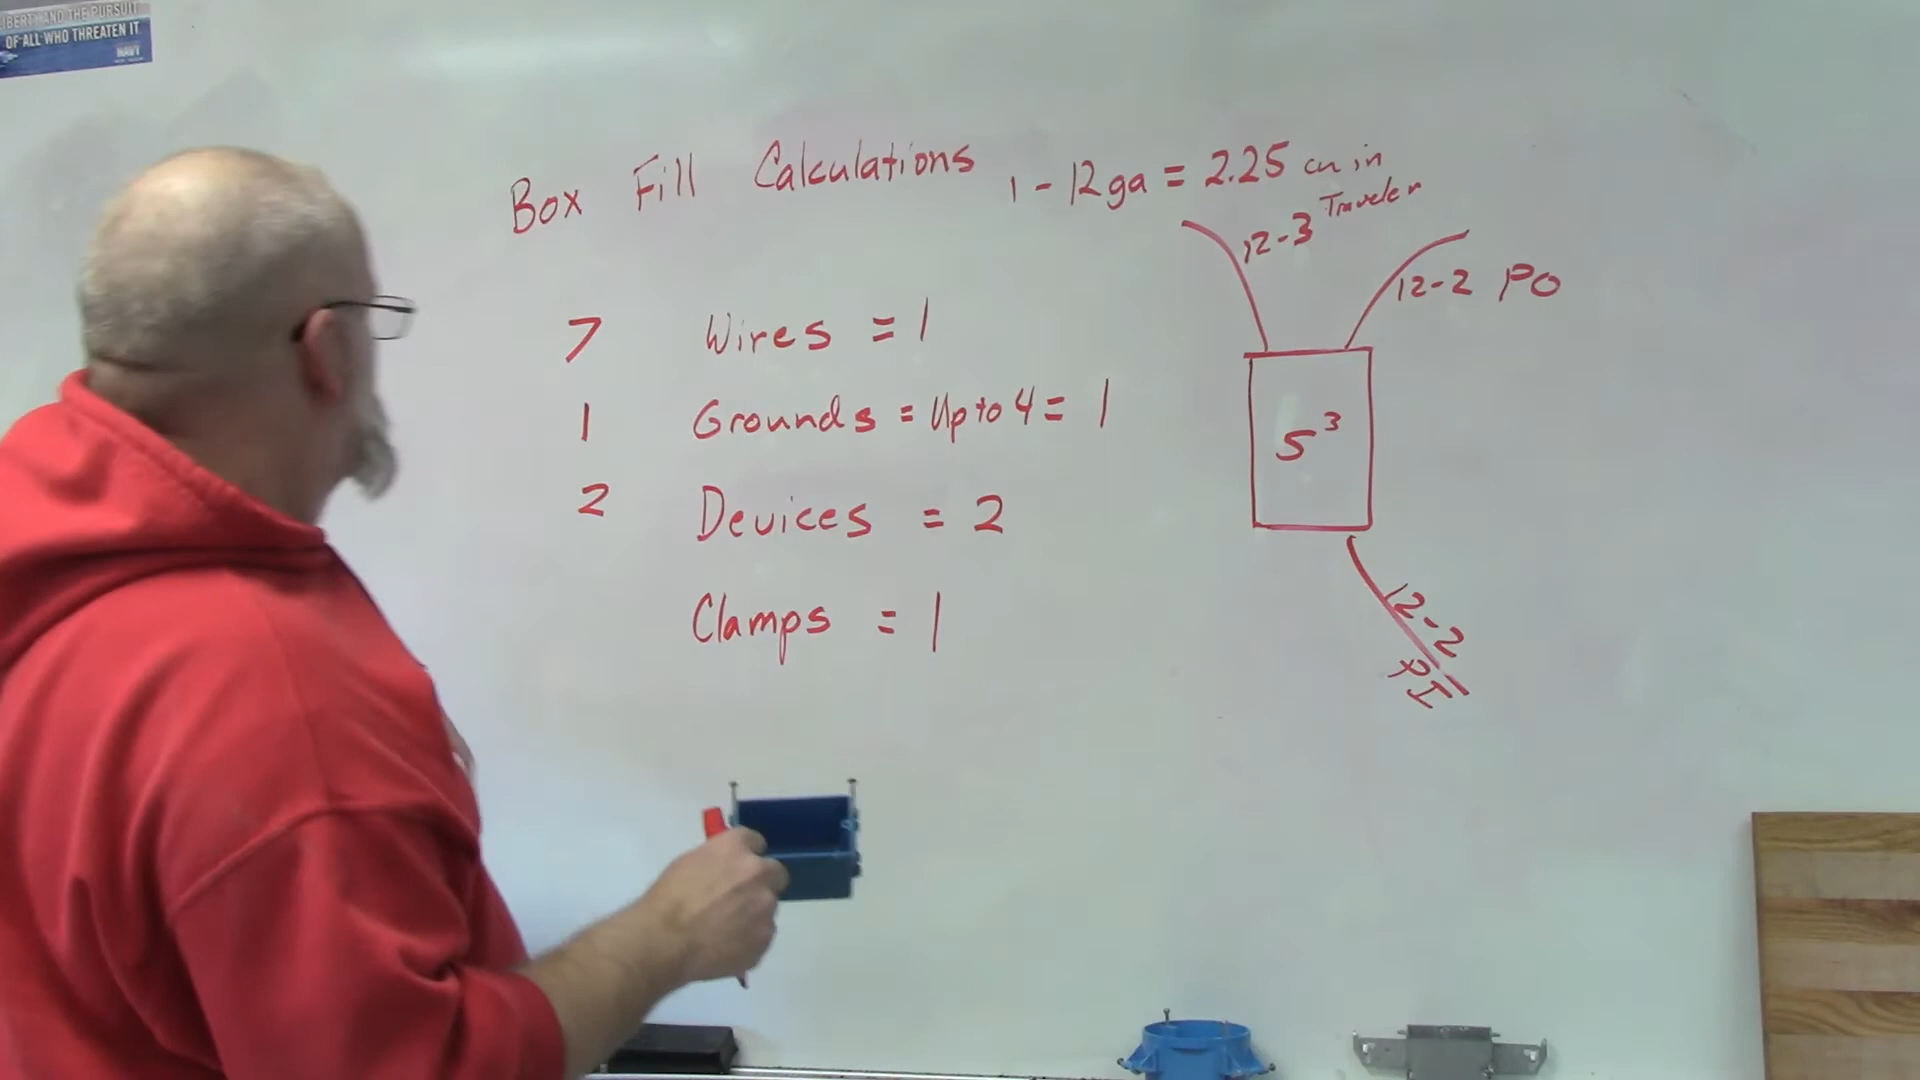 LIBERTY AND THE PURSUIT
OF ALL WHO THREATEN IT
NAVY
Box Fill Calculations 1 - 12ga = 2.25 cu in
12-3 Traveler
12-2 PO
7 Wires = 1
1 Grounds = Up to 4 = 1
S³
2 Devices = 2
Clamps = 1
12-2
PI